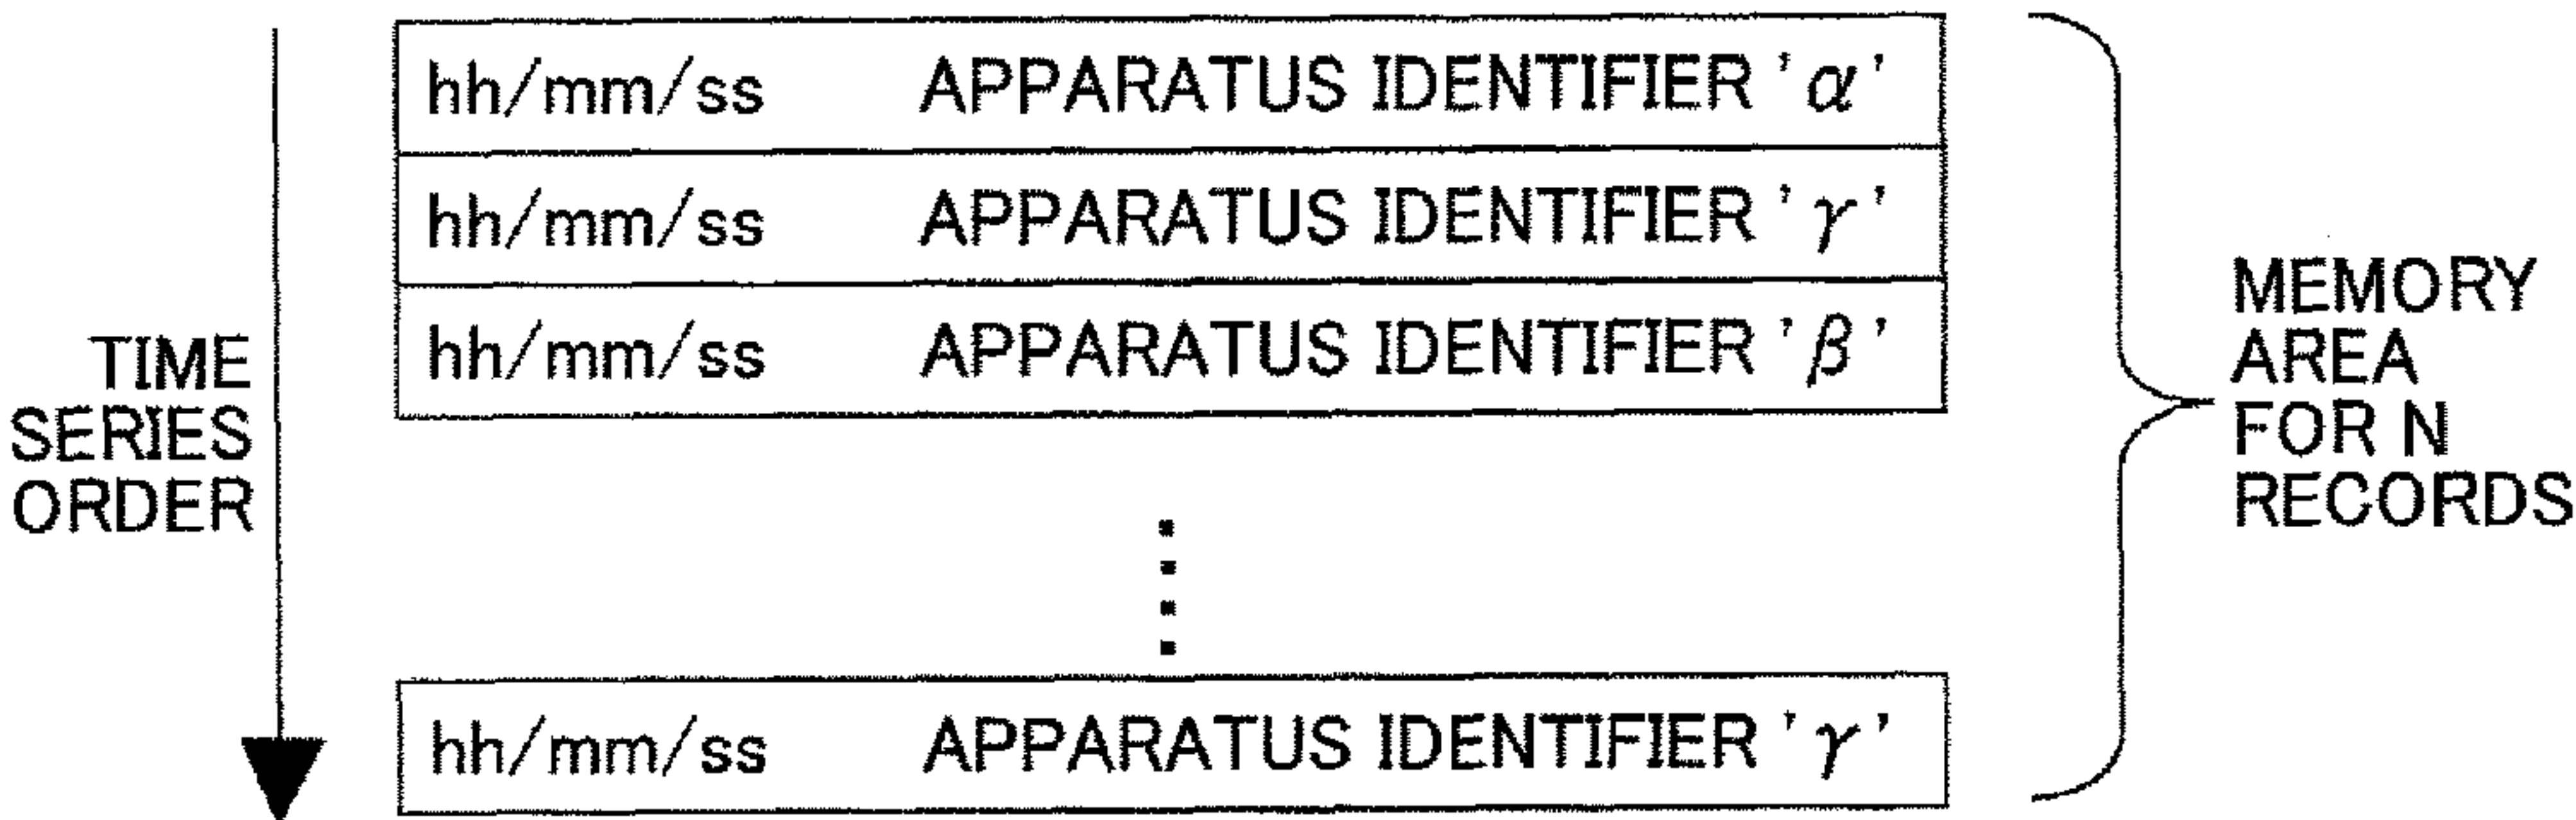 hh/mm/ss APPARATUS IDENTIFIER 'α'
hh/mm/ss APPARATUS IDENTIFIER 'γ'
hh/mm/ss APPARATUS IDENTIFIER 'β'
hh/mm/ss APPARATUS IDENTIFIER 'γ'
TIME
SERIES
ORDER
MEMORY
AREA
FOR N
RECORDS